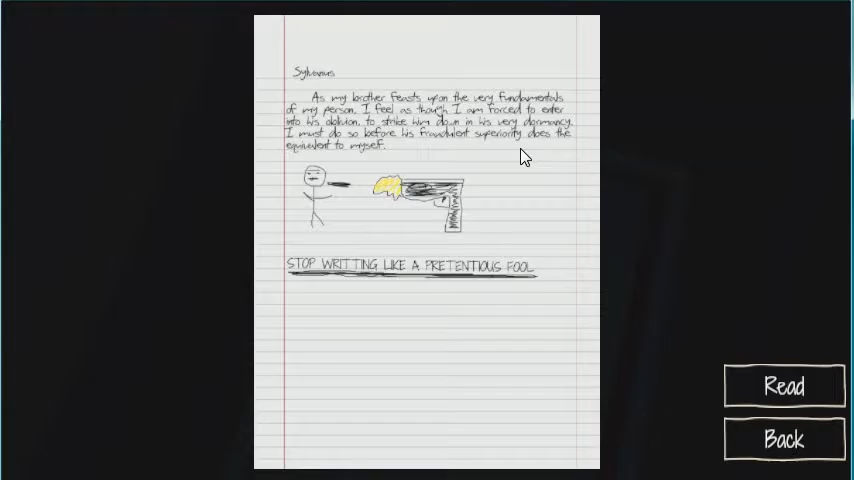 Sylvanus
As my brother feasts upon the very fundamentals
of my person, I feel as though I am forced to enter
into his oblivion, to strike him down in his very dormancy.
I must do so before his fraudulent superiority does the
equivalent to myself.
STOP WRITTING LIKE A PRETENTIOUS FOOL
Read
Back